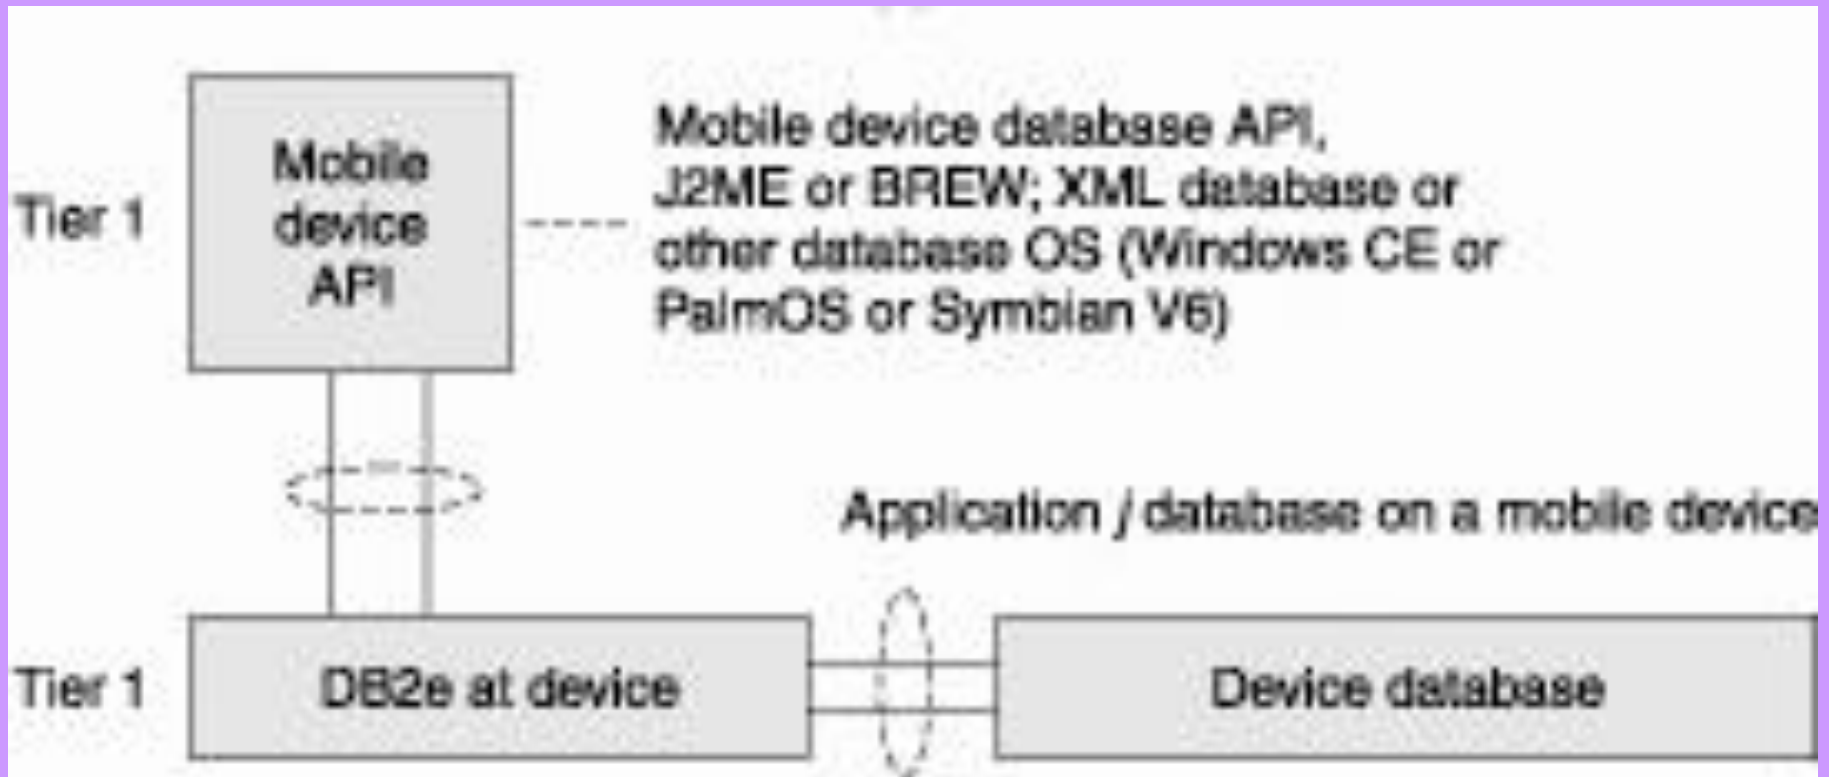 Tier 1
Mobile
device
API
Mobile device database API,
J2ME or BREW; XML database or
other database OS (Windows CE or
PalmOS or Symbian V6)
Application / database on a mobile device
Tier 1
DB2e at device
Device database